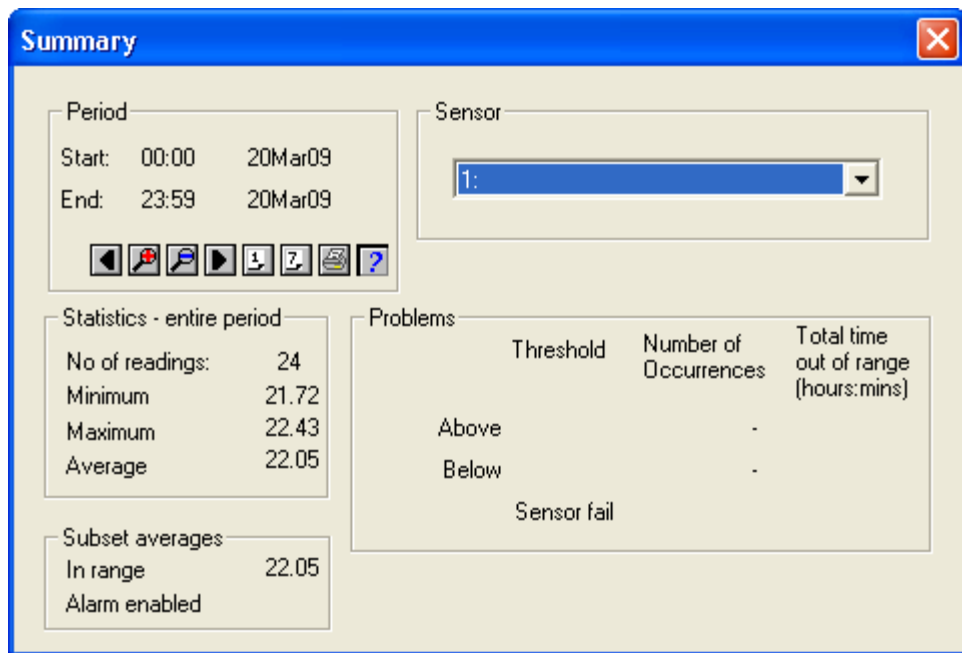 Summary
Period
Start: 00:00 20Mar09
End: 23:59 20Mar09
1 7 ?
Sensor
1:
Statistics - entire period
No of readings: 24
Minimum 21.72
Maximum 22.43
Average 22.05
Problems
Threshold Number of Occurrences Total time out of range (hours:mins)
Above -
Below -
Sensor fail
Subset averages
In range 22.05
Alarm enabled